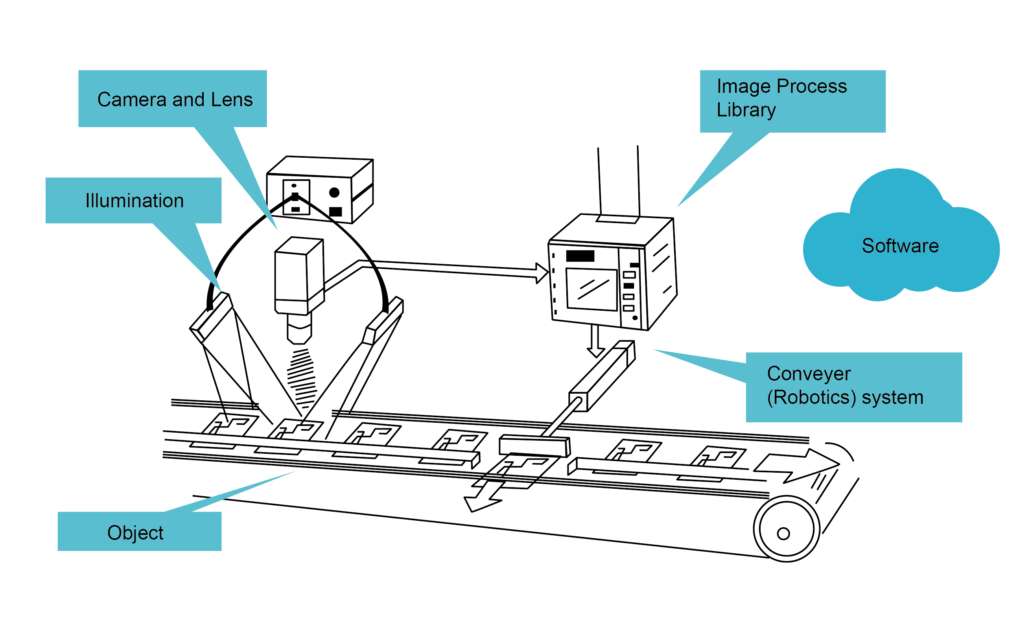 Camera and Lens
Image Process
Library
Illumination
Software
Conveyer
(Robotics) system
Object